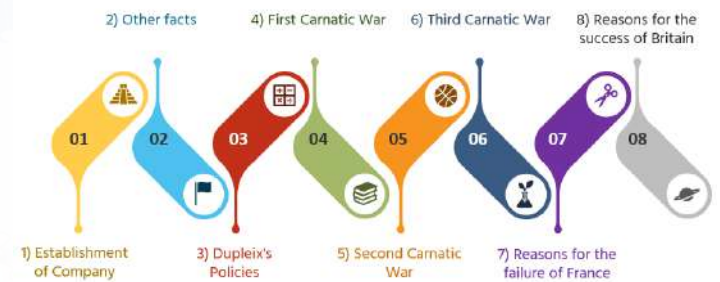 2) Other facts
4) First Carnatic War
6) Third Carnatic War
8) Reasons for the
success of Britain
01
02
03
04
05
06
07
08
1) Establishment
of Company
3) Dupleix's
Policies
5) Second Carnatic
War
7) Reasons for the
failure of France